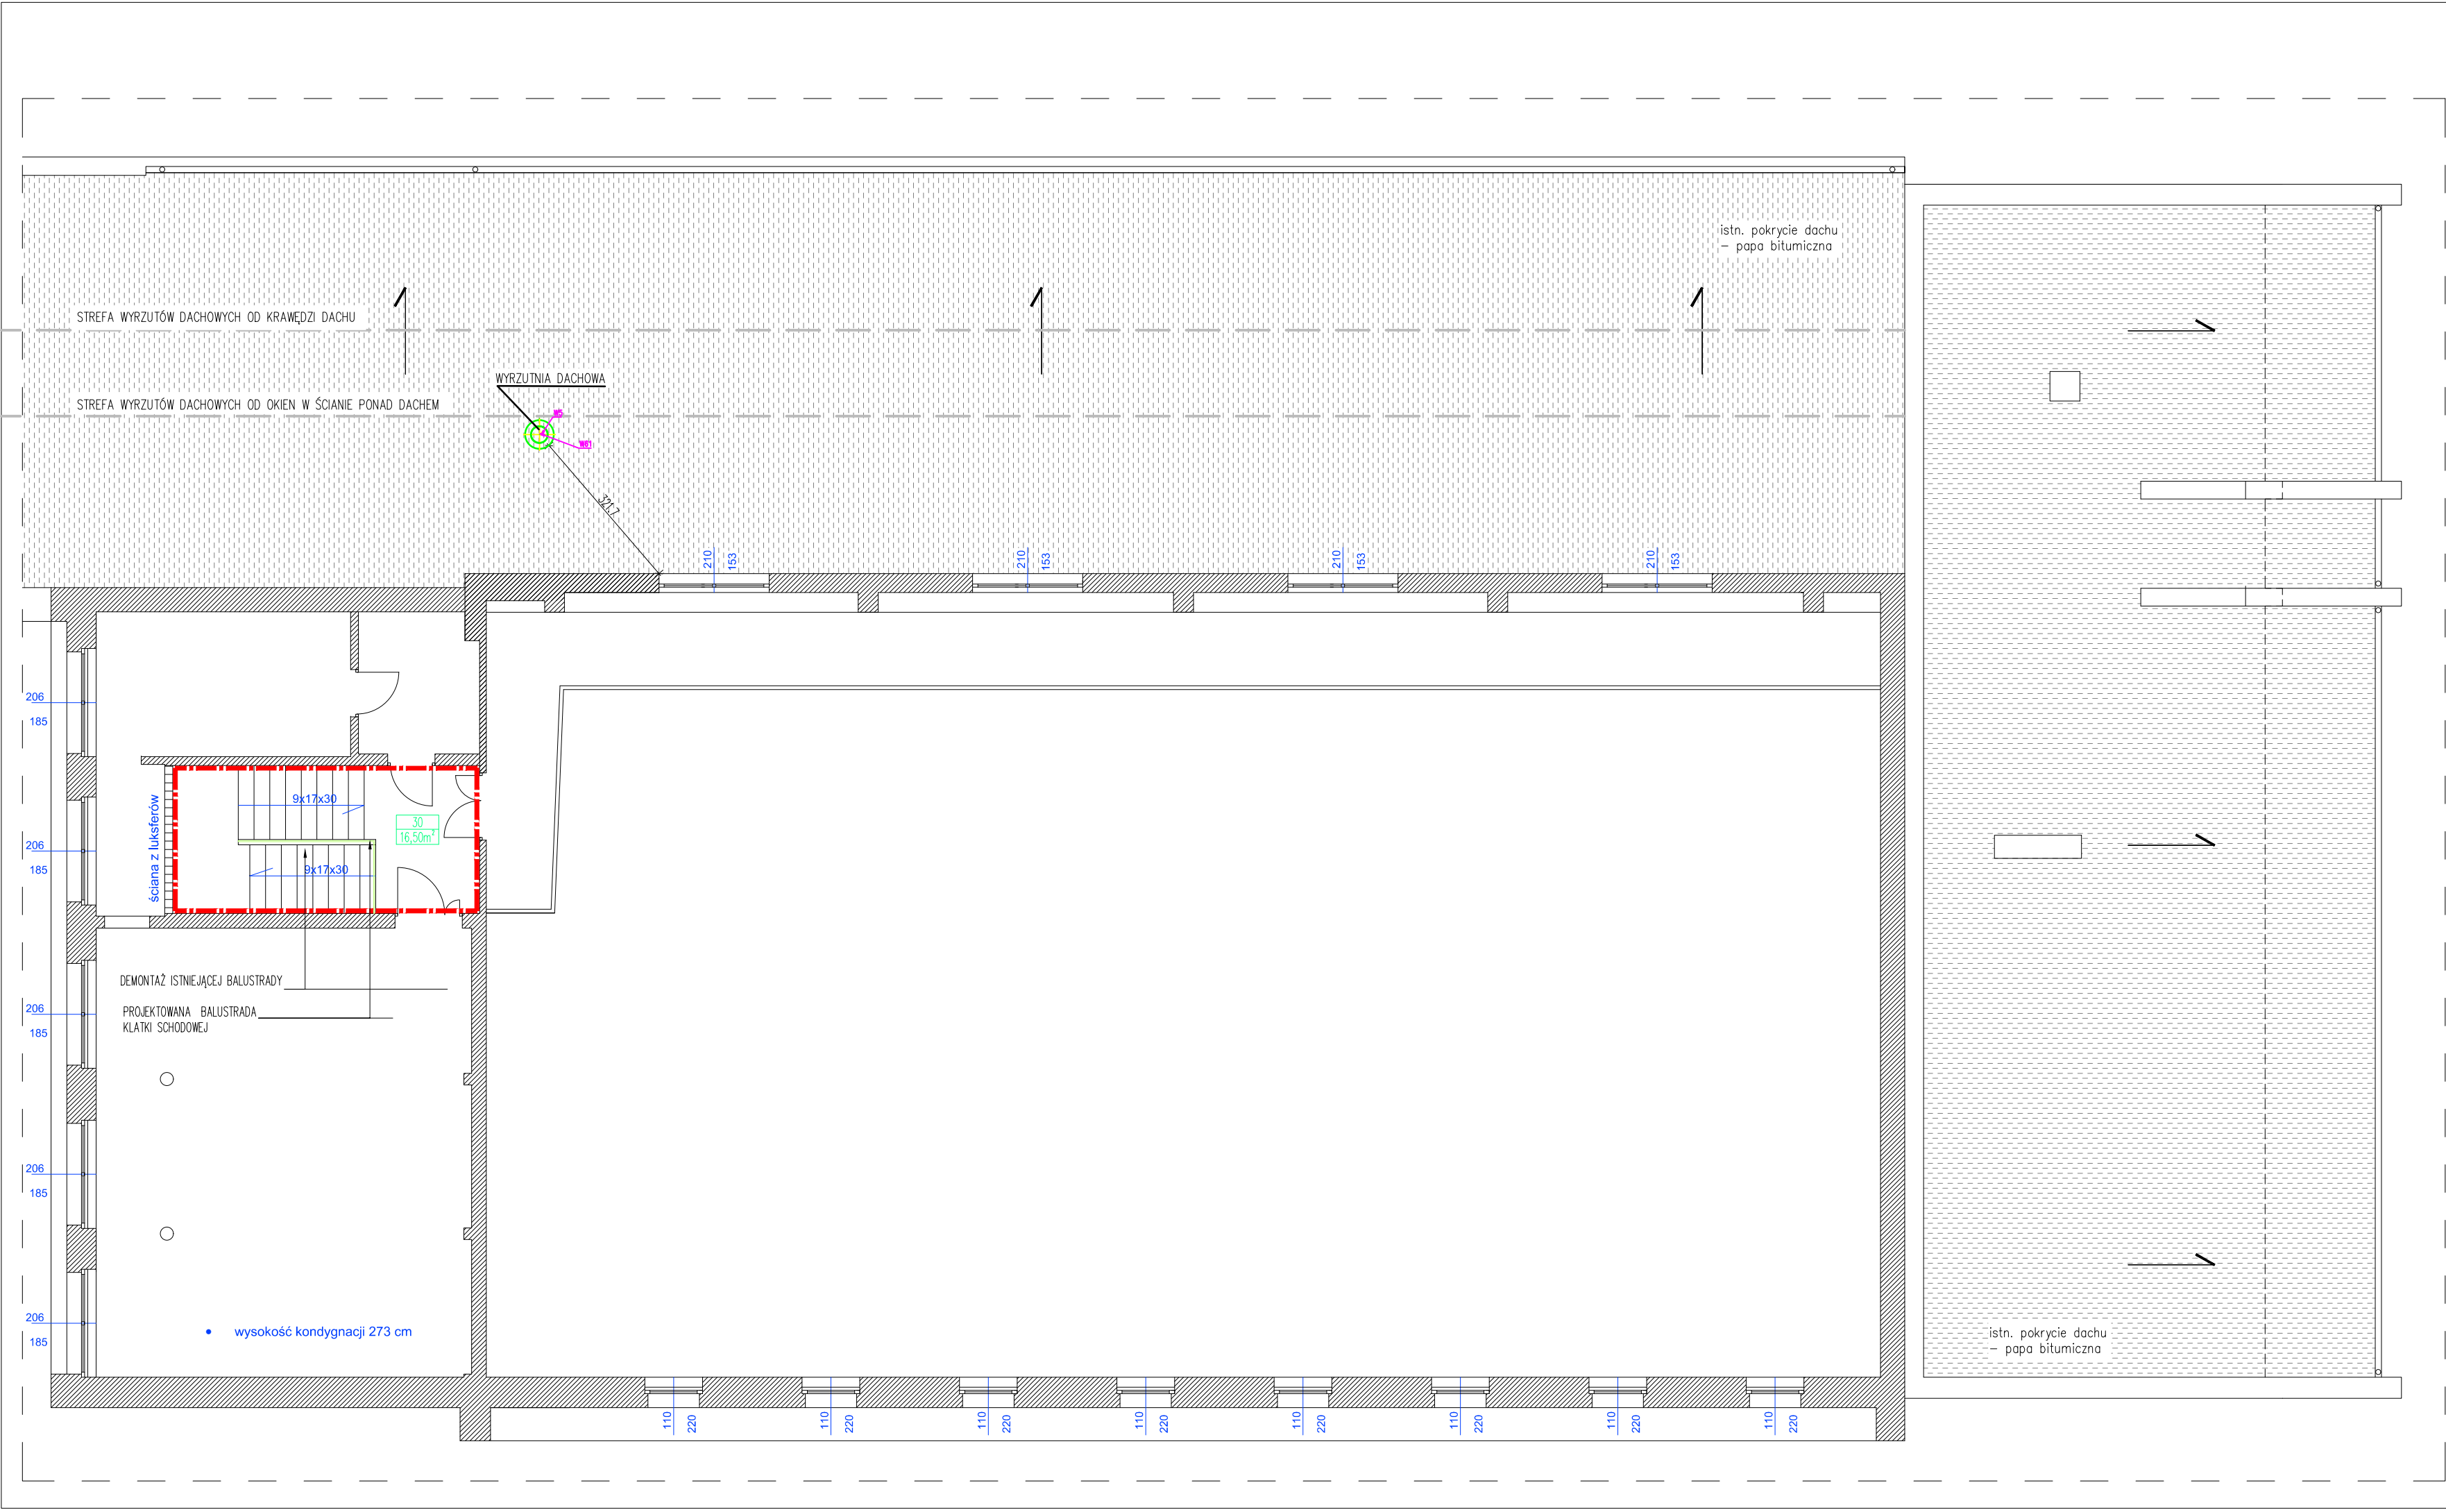 istn. pokrycie dachu
- papa bitumiczna
STREFA WYRZUTÓW DACHOWYCH OD KRAWĘDZI DACHU
WYRZUTNIA DACHOWA
STREFA WYRZUTÓW DACHOWYCH OD OKIEN W ŚCIANIE PONAD DACHEM
W5
W61
321,7
210
153
210
153
210
153
210
153
206
185
9x17x30
30
16,50m²
ściana z luksferów
206
185
9x17x30
DEMONTAŻ ISTNIEJĄCEJ BALUSTRADY
PROJEKTOWANA BALUSTRADA
KLATKI SCHODOWEJ
206
185
206
185
206
185
• wysokość kondygnacji 273 cm
istn. pokrycie dachu
- papa bitumiczna
110
220
110
220
110
220
110
220
110
220
110
220
110
220
110
220